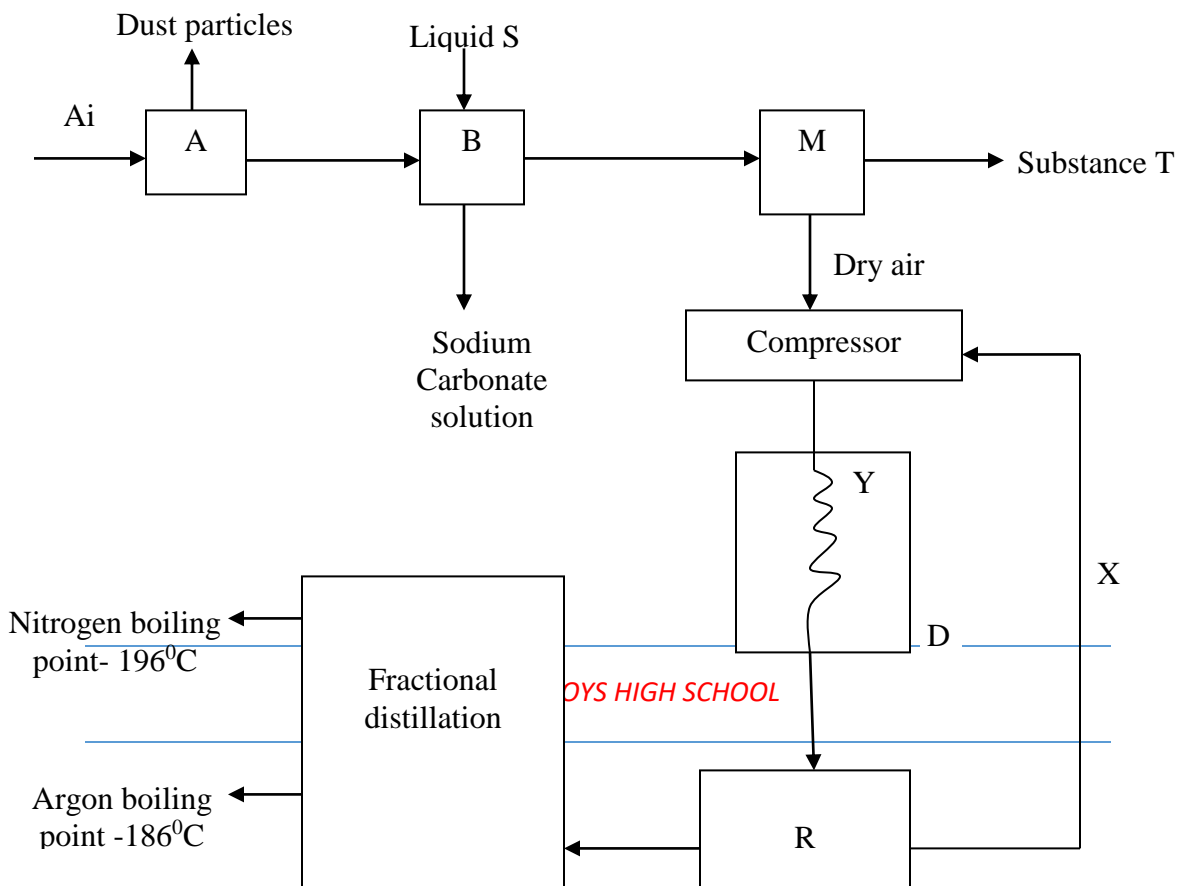 Dust particles
Liquid S
Ai
A
B
M
Substance T
Dry air
Sodium
Carbonate
solution
Compressor
Y
X
D
Nitrogen boiling
point- 196⁰C
Fractional
distillation
OYS HIGH SCHOOL
Argon boiling
point -186⁰C
R